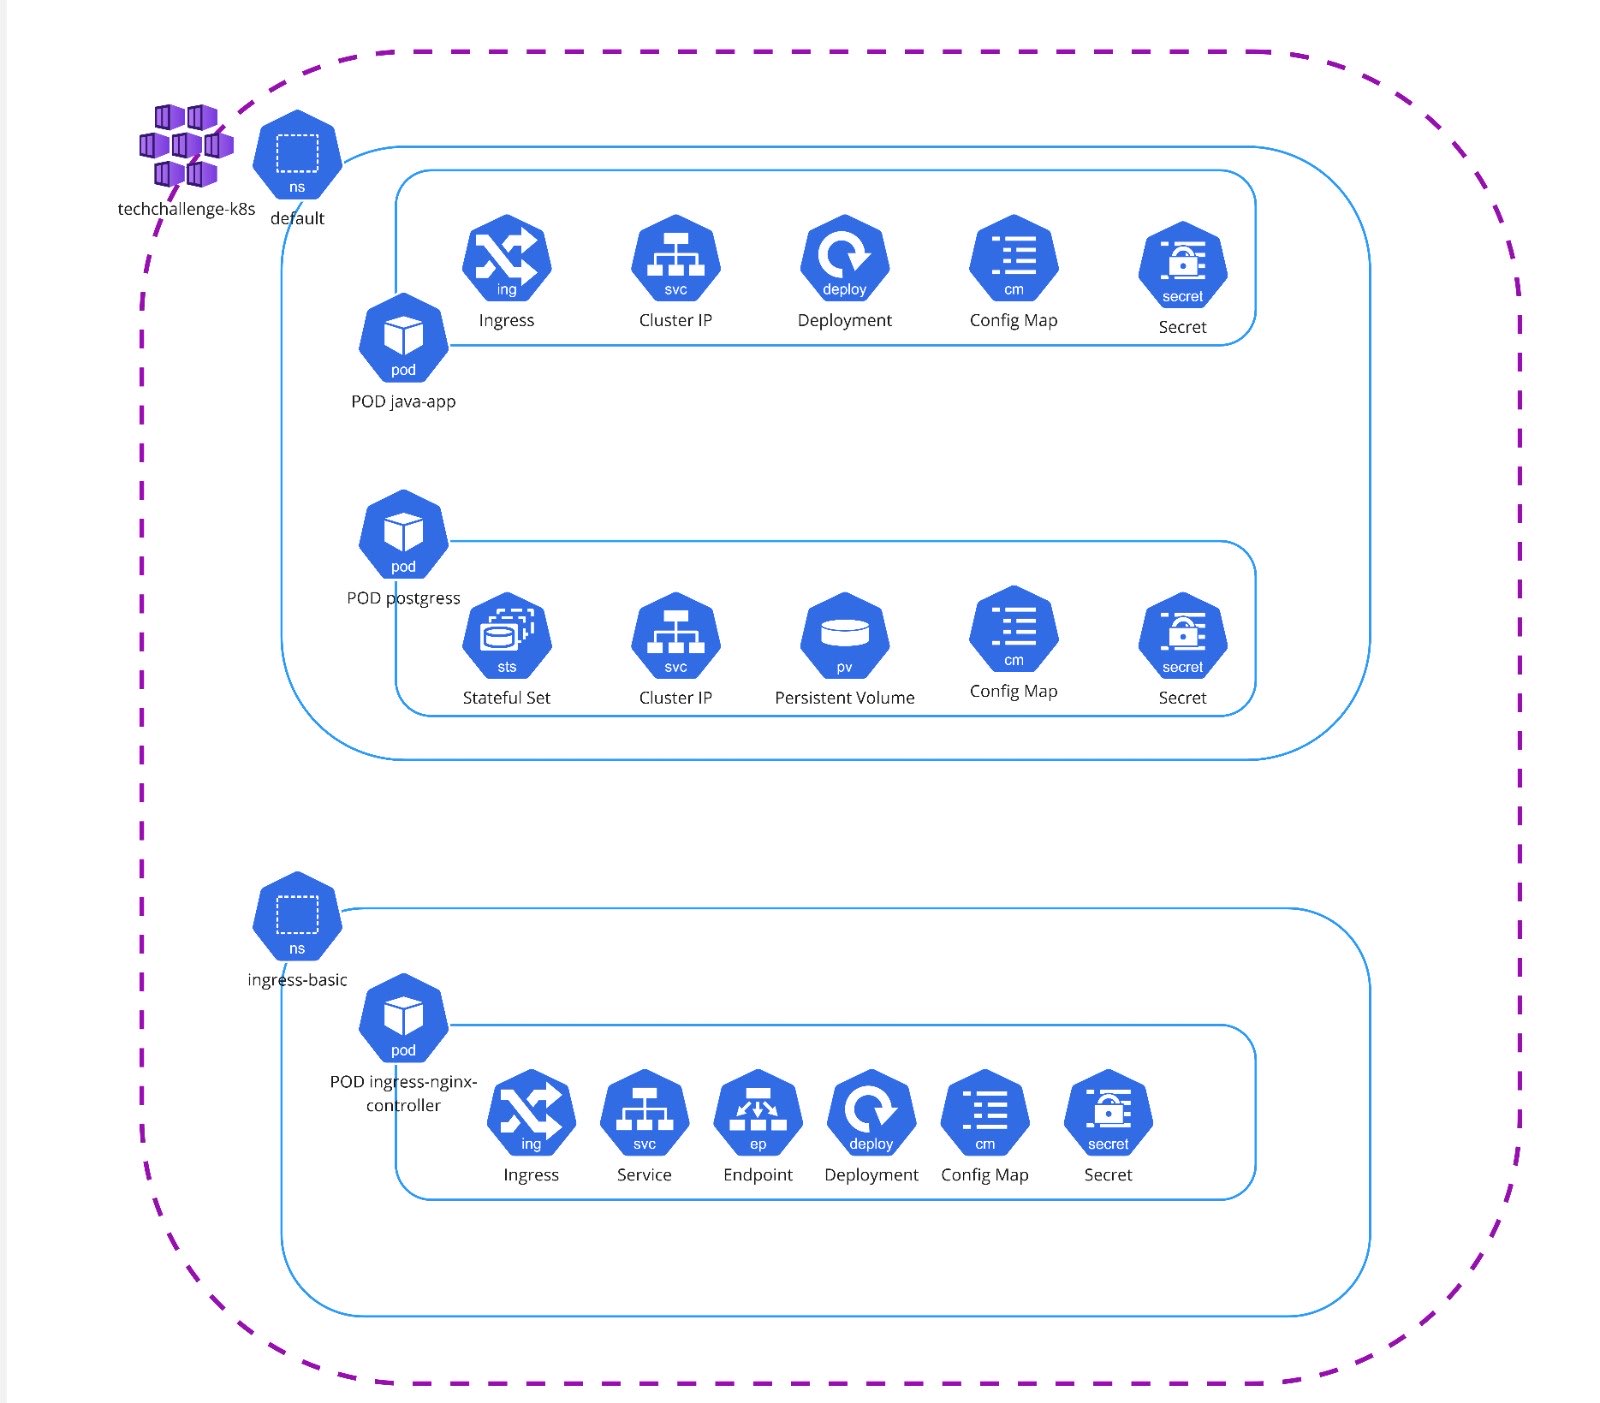 techchallenge-k8s
ns
default
ing
svc
deploy
cm
secret
Ingress
Cluster IP
Deployment
Config Map
Secret
pod
POD java-app
pod
POD postgress
sts
svc
pv
cm
secret
Stateful Set
Cluster IP
Persistent Volume
Config Map
Secret
ns
ingress-basic
pod
POD ingress-nginx-
controller
ing
svc
ep
deploy
cm
secret
Ingress
Service
Endpoint
Deployment
Config Map
Secret